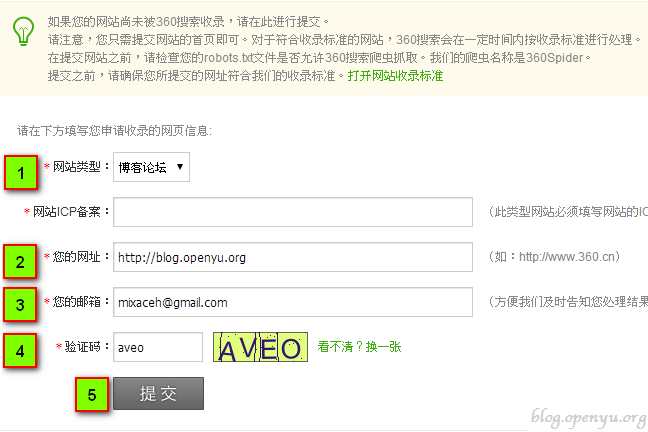 如果您的网站尚未被360搜索收录，请在此进行提交。
请注意，您只需提交网站的首页即可。对于符合收录标准的网站，360搜索会在一定时间内按收录标准进行处理。
在提交网站之前，请检查您的robots.txt文件是否允许360搜索爬虫抓取。我们的爬虫名称是360Spider。
提交之前，请确保您所提交的网址符合我们的收录标准。打开网站收录标准
请在下方填写您申请收录的网页信息:
1 * 网站类型： 博客论坛 ▼
* 网站ICP备案： （此类型网站必须填写网站的IC
2 * 您的网址： http://blog.openyu.org （如：http://www.360.cn）
3 * 您的邮箱： mixaceh@gmail.com （方便我们及时告知您处理结果
4 * 验证码： aveo AVEO 看不清？换一张
5 提 交
blog.openyu.org